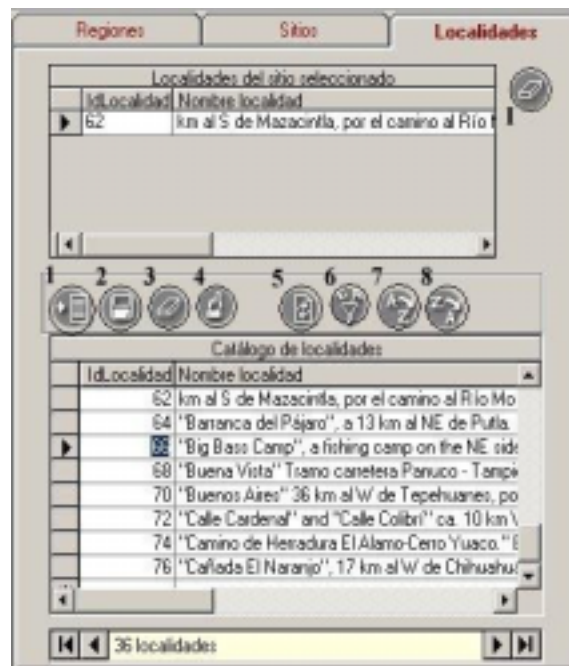 Regiones Sitios Localidades
Localidades del sitio seleccionado
IdLocalidad Nombre localidad
62 km al S de Mazacintla, por el camino al Río
1
1 2 3 4 5 6 7 8
Catálogo de localidades
IdLocalidad Nombre localidad
62 km al S de Mazacintla, por el camino al Río Mo
64 "Barranca del Pájaro", a 13 km al NE de Putla.
66 "Big Bass Camp", a fishing camp on the NE side
68 "Buena Vista" Tramo carretera Panuco - Tampi
70 "Buenos Aires" 36 km al W de Tepehuanes, po
72 "Calle Cardenal" and "Calle Colibrí" ca. 10 km
74 "Camino de Herradura El Alamo-Cerro Yuaco."
76 "Cañada El Naranjo", 17 km al W de Chihuahu
36 localidades